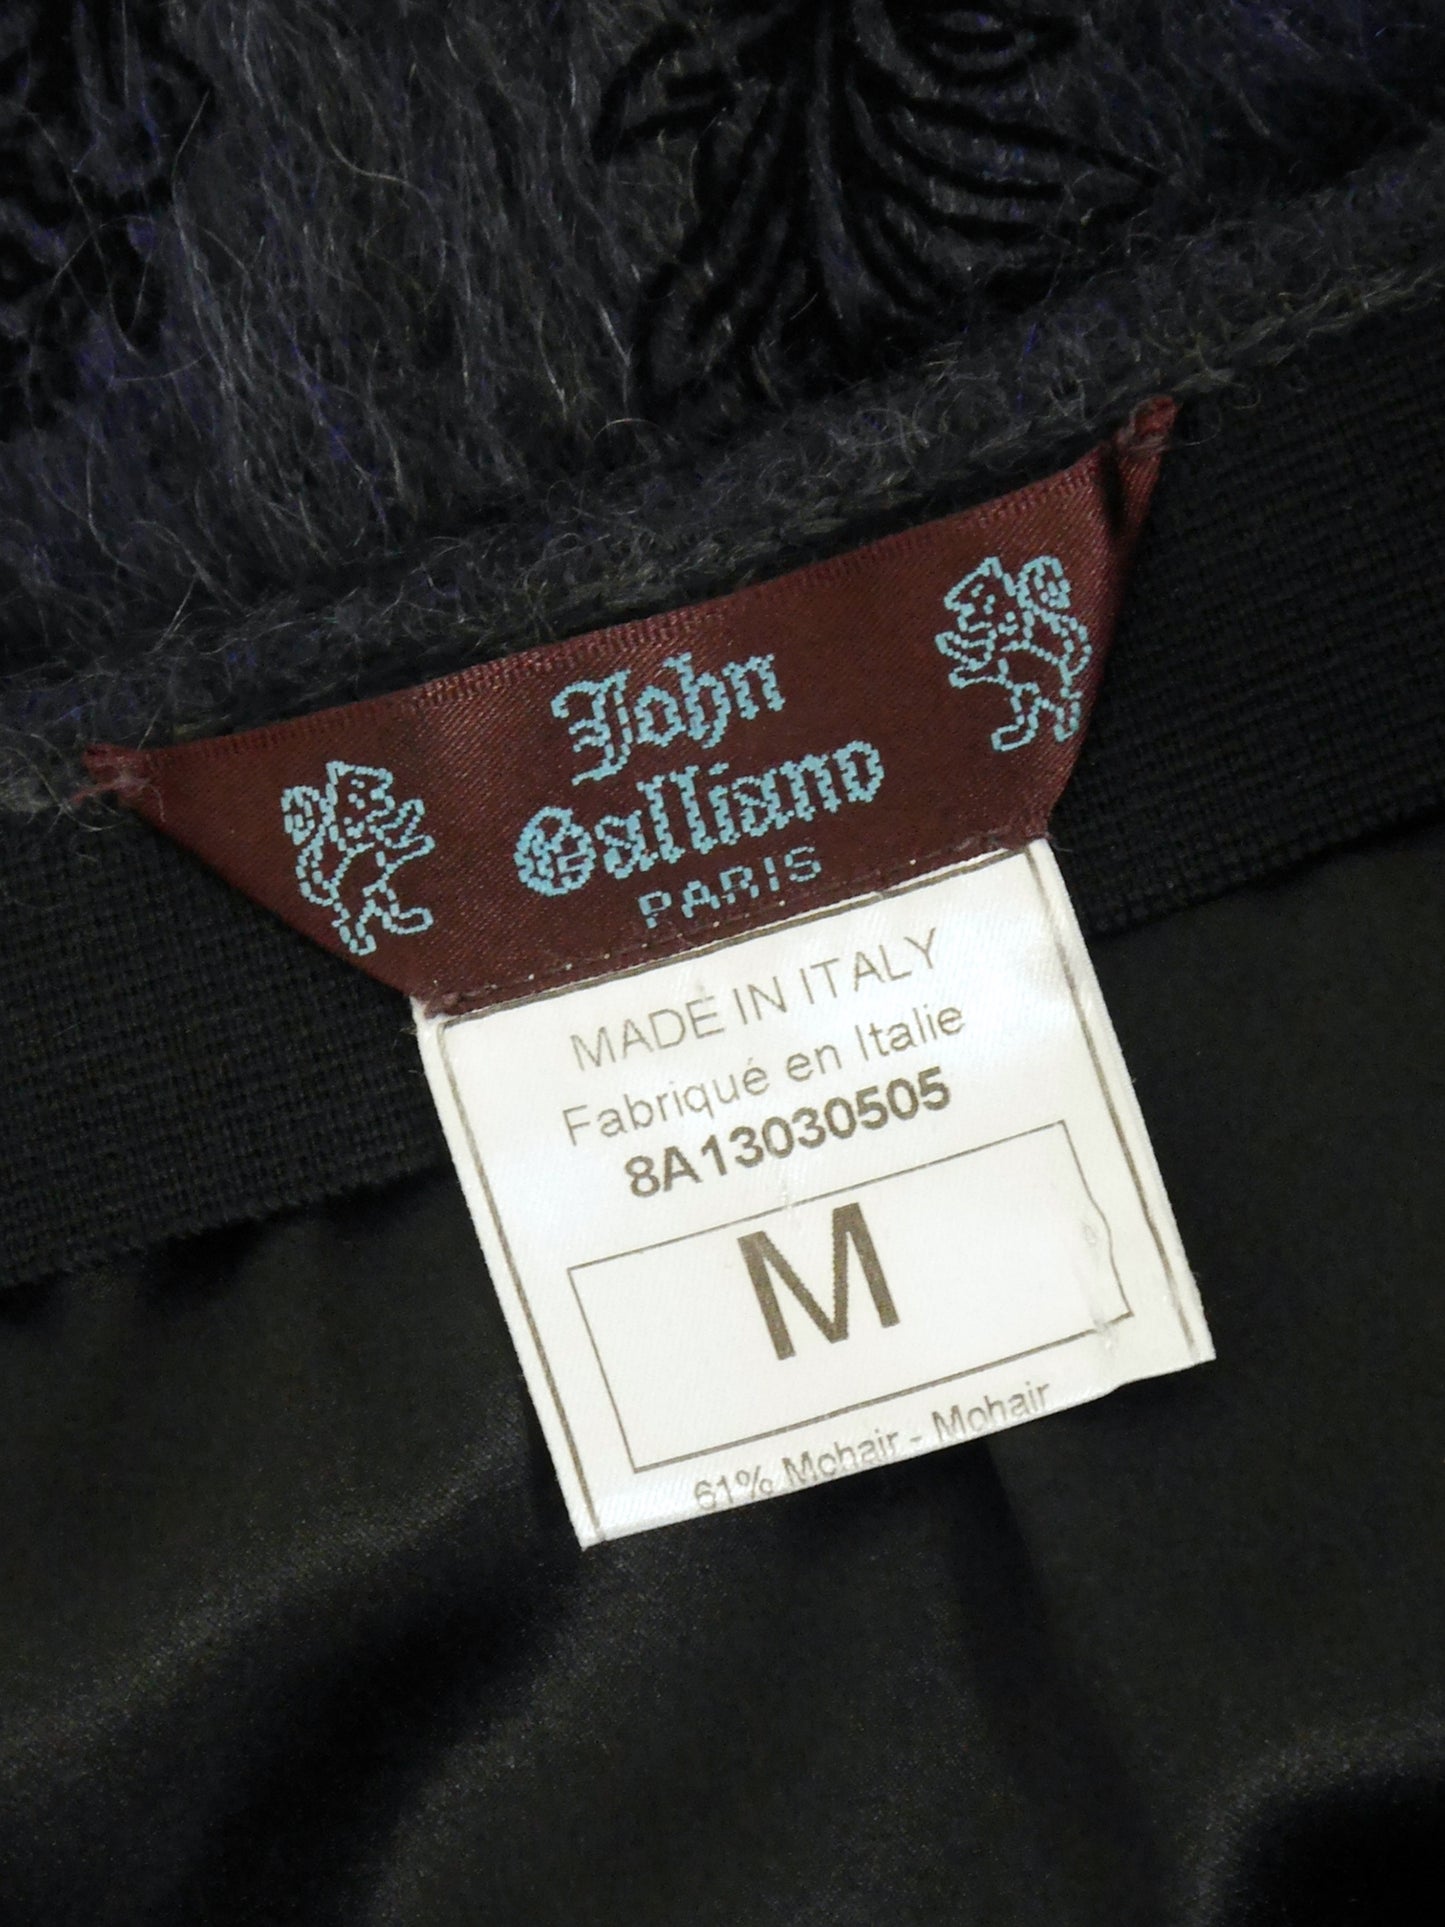 John
Galliano
PARIS
MADE IN ITALY
Fabriqué en Italie
8A13030505
M
61% Mohair - Mohair